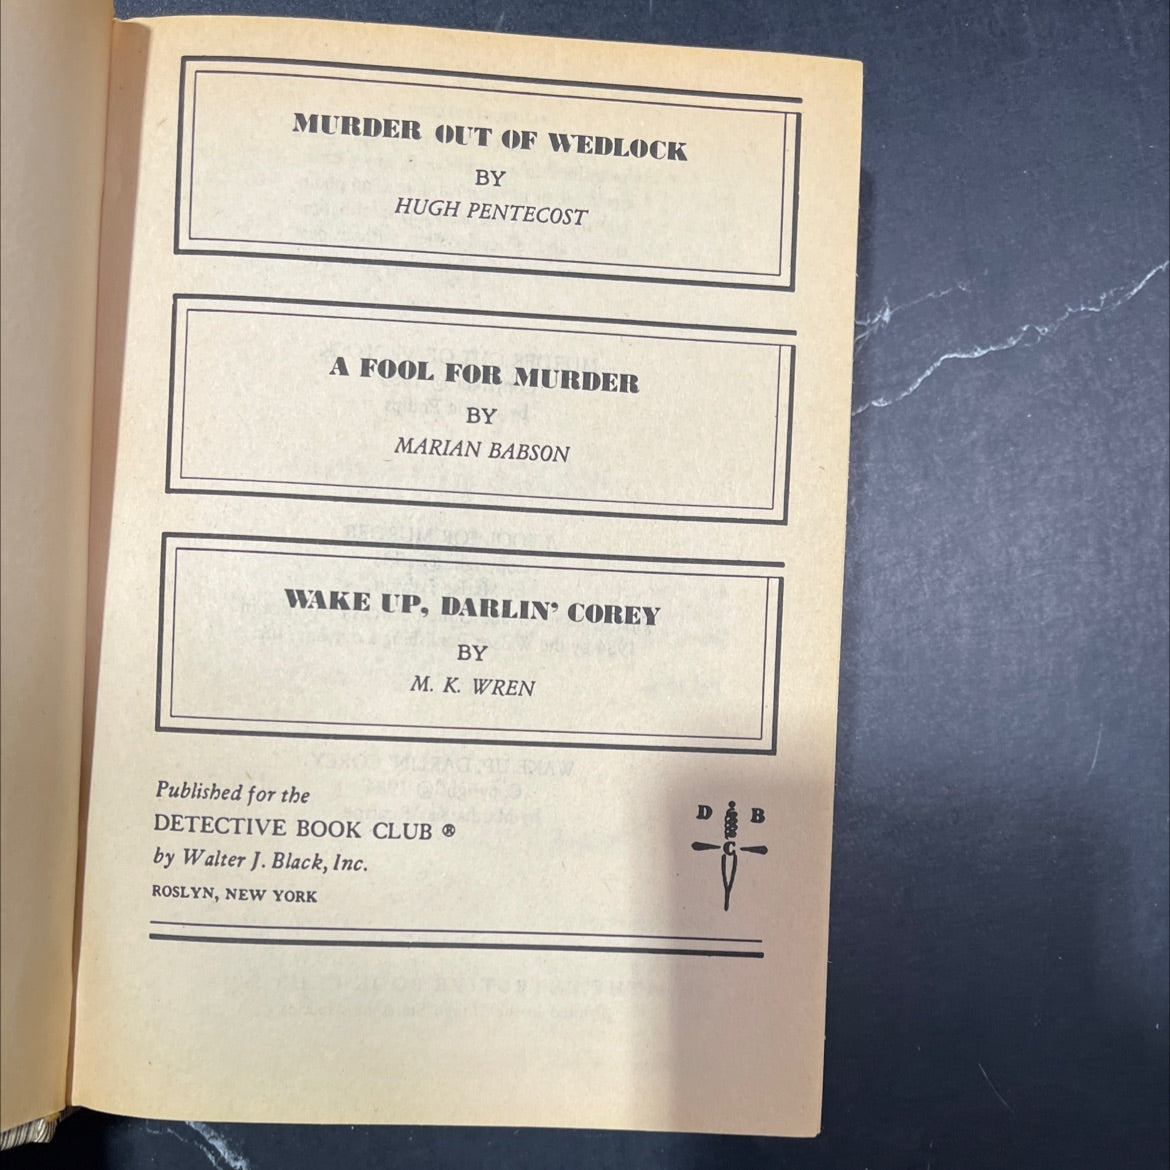 MURDER OUT OF WEDLOCK
BY
HUGH PENTECOST
A FOOL FOR MURDER
BY
MARIAN BABSON
WAKE UP, DARLIN' COREY
BY
M. K. WREN
Published for the
DETECTIVE BOOK CLUB ®
by Walter J. Black, Inc.
ROSLYN, NEW YORK
D B
C